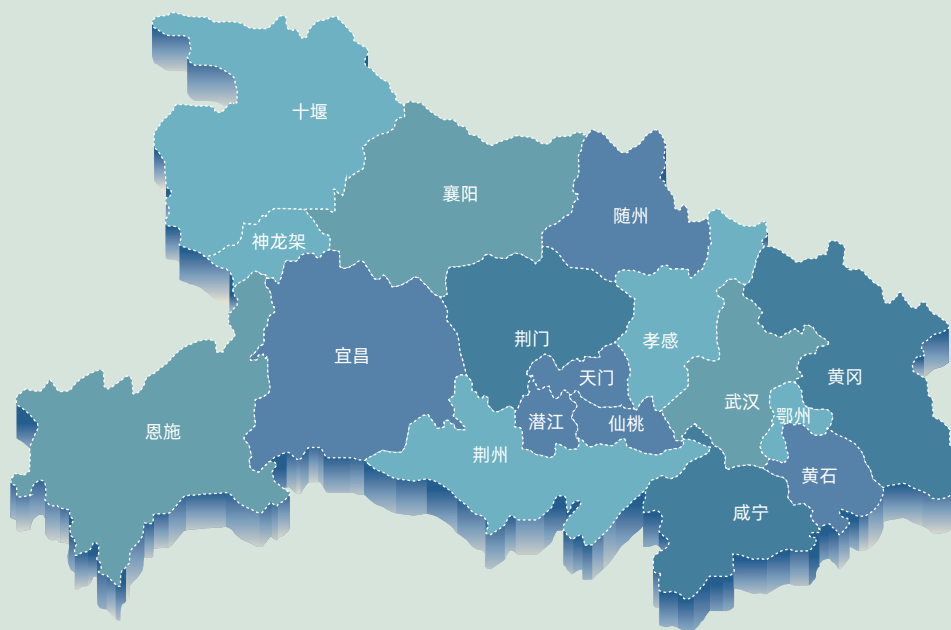 十堰
襄阳
随州
神龙架
荆门
孝感
宜昌
天门
黄冈
武汉
鄂州
潜江
仙桃
恩施
荆州
黄石
咸宁